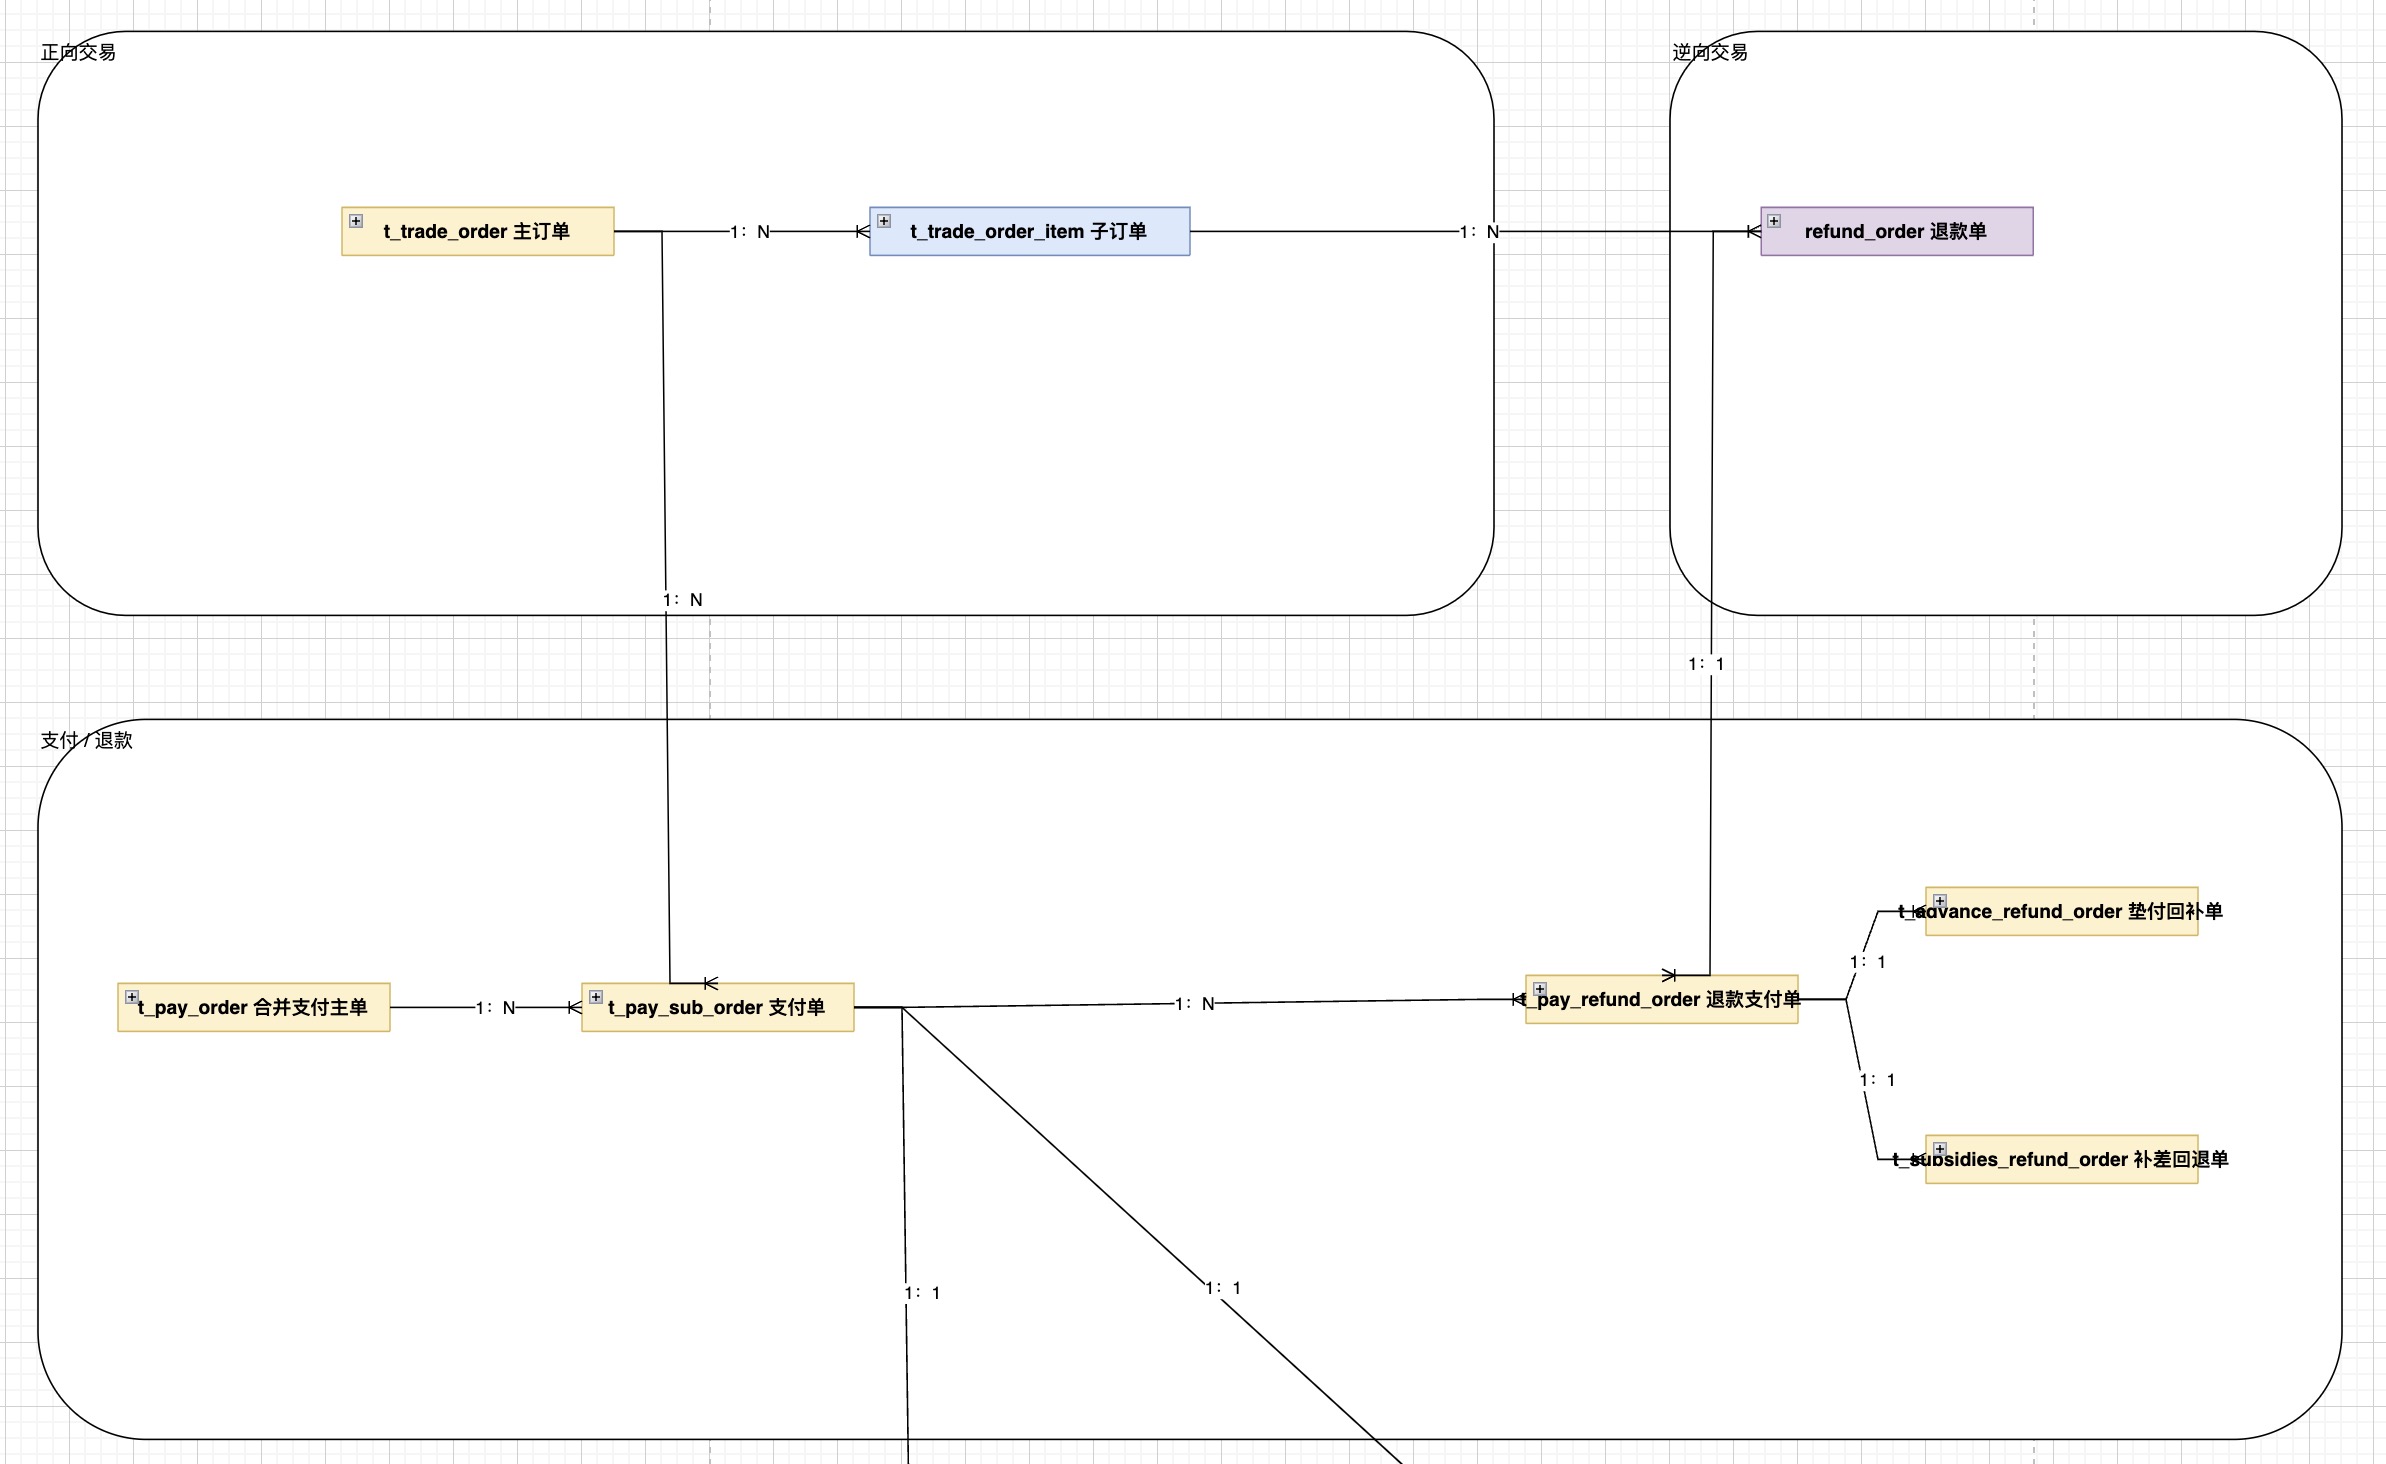 正向交易
逆向交易
t_trade_order 主订单
1：N
t_trade_order_item 子订单
1：N
refund_order 退款单
1：N
1：1
支付 / 退款
t_advance_refund_order 垫付回补单
1：1
t_pay_order 合并支付主单
1：N
t_pay_sub_order 支付单
1：N
t_pay_refund_order 退款支付单
1：1
t_subsidies_refund_order 补差回退单
1：1
1：1